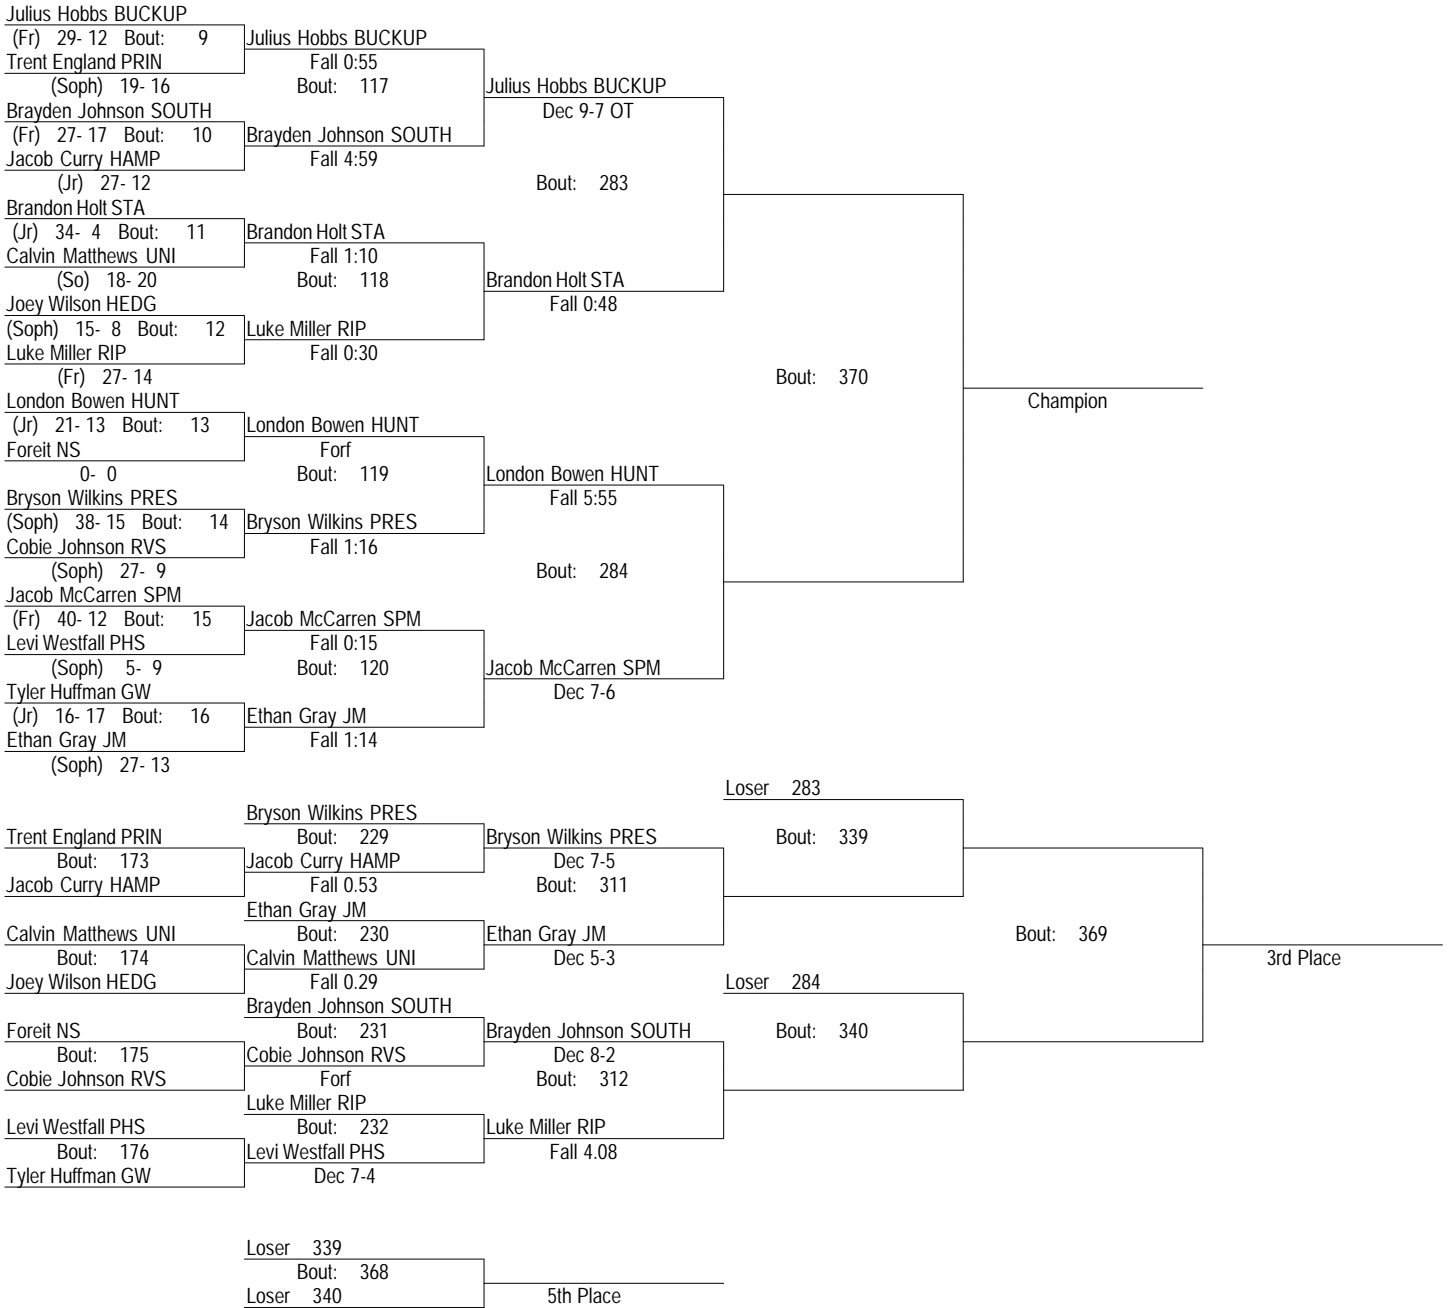 Julius Hobbs BUCKUP
(Fr) 29- 12 Bout: 9 Julius Hobbs BUCKUP
Trent England PRIN Fall 0:55
(Soph) 19- 16 Bout: 117 Julius Hobbs BUCKUP
Brayden Johnson SOUTH Dec 9-7 OT
(Fr) 27- 17 Bout: 10 Brayden Johnson SOUTH
Jacob Curry HAMP Fall 4:59
(Jr) 27- 12 Bout: 283
Brandon Holt STA
(Jr) 34- 4 Bout: 11 Brandon Holt STA
Calvin Matthews UNI Fall 1:10
(So) 18- 20 Bout: 118 Brandon Holt STA
Joey Wilson HEDG Fall 0:48
(Soph) 15- 8 Bout: 12 Luke Miller RIP
Luke Miller RIP Fall 0:30
(Fr) 27- 14 Bout: 370
London Bowen HUNT Champion
(Jr) 21- 13 Bout: 13 London Bowen HUNT
Foreit NS Forf
0- 0 Bout: 119 London Bowen HUNT
Bryson Wilkins PRES Fall 5:55
(Soph) 38- 15 Bout: 14 Bryson Wilkins PRES
Cobie Johnson RVS Fall 1:16
(Soph) 27- 9 Bout: 284
Jacob McCarren SPM
(Fr) 40- 12 Bout: 15 Jacob McCarren SPM
Levi Westfall PHS Fall 0:15
(Soph) 5- 9 Bout: 120 Jacob McCarren SPM
Tyler Huffman GW Dec 7-6
(Jr) 16- 17 Bout: 16 Ethan Gray JM
Ethan Gray JM Fall 1:14
(Soph) 27- 13
Loser 283
Bryson Wilkins PRES
Trent England PRIN Bout: 229 Bryson Wilkins PRES Bout: 339
Bout: 173 Jacob Curry HAMP Dec 7-5
Jacob Curry HAMP Fall 0.53 Bout: 311
Ethan Gray JM
Calvin Matthews UNI Bout: 230 Ethan Gray JM Bout: 369
Bout: 174 Calvin Matthews UNI Dec 5-3 3rd Place
Joey Wilson HEDG Fall 0.29 Loser 284
Brayden Johnson SOUTH
Foreit NS Bout: 231 Brayden Johnson SOUTH Bout: 340
Bout: 175 Cobie Johnson RVS Dec 8-2
Cobie Johnson RVS Forf Bout: 312
Luke Miller RIP
Levi Westfall PHS Bout: 232 Luke Miller RIP
Bout: 176 Levi Westfall PHS Fall 4.08
Tyler Huffman GW Dec 7-4
Loser 339
Bout: 368
Loser 340 5th Place